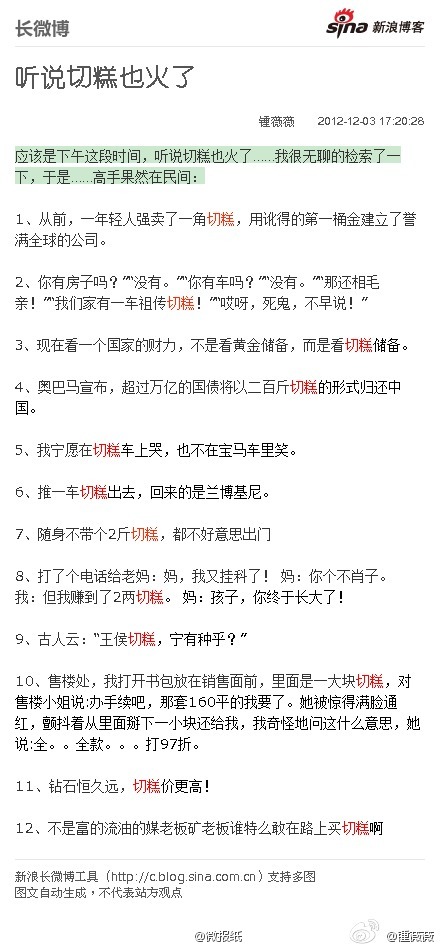 长微博
sina 新浪博客
听说切糕也火了
锺薇薇 2012-12-03 17:20:28
应该是下午这段时间，听说切糕也火了……我很无聊的检索了一
下，于是……高手果然在民间：
1、从前，一年轻人强卖了一角切糕，用讹得的第一桶金建立了誉
满全球的公司。
2、你有房子吗？”“没有。”“你有车吗？”“没有。”“那还相毛
亲！”“我们家有一车祖传切糕！”“哎呀，死鬼，不早说！”
3、现在看一个国家的财力，不是看黄金储备，而是看切糕储备。
4、奥巴马宣布，超过万亿的国债将以二百斤切糕的形式归还中
国。
5、我宁愿在切糕车上哭，也不在宝马车里笑。
6、推一车切糕出去，回来的是兰博基尼。
7、随身不带个2斤切糕，都不好意思出门
8、打了个电话给老妈：妈，我又挂科了！ 妈：你个不肖子。
我：但我赚到了2两切糕。 妈：孩子，你终于长大了！
9、古人云：“王侯切糕，宁有种乎？”
10、售楼处，我打开书包放在销售面前，里面是一大块切糕，对
售楼小姐说:办手续吧，那套160平的我要了。她被惊得满脸通
红，颤抖着从里面掰下一小块还给我，我奇怪地问这什么意思，她
说:全。。全款。。。打97折。
11、钻石恒久远，切糕价更高！
12、不是富的流油的媒老板矿老板谁特么敢在路上买切糕啊
新浪长微博工具（http://c.blog.sina.com.cn）支持多图
图文自动生成，不代表站方观点
@微报纸 @锺薇薇